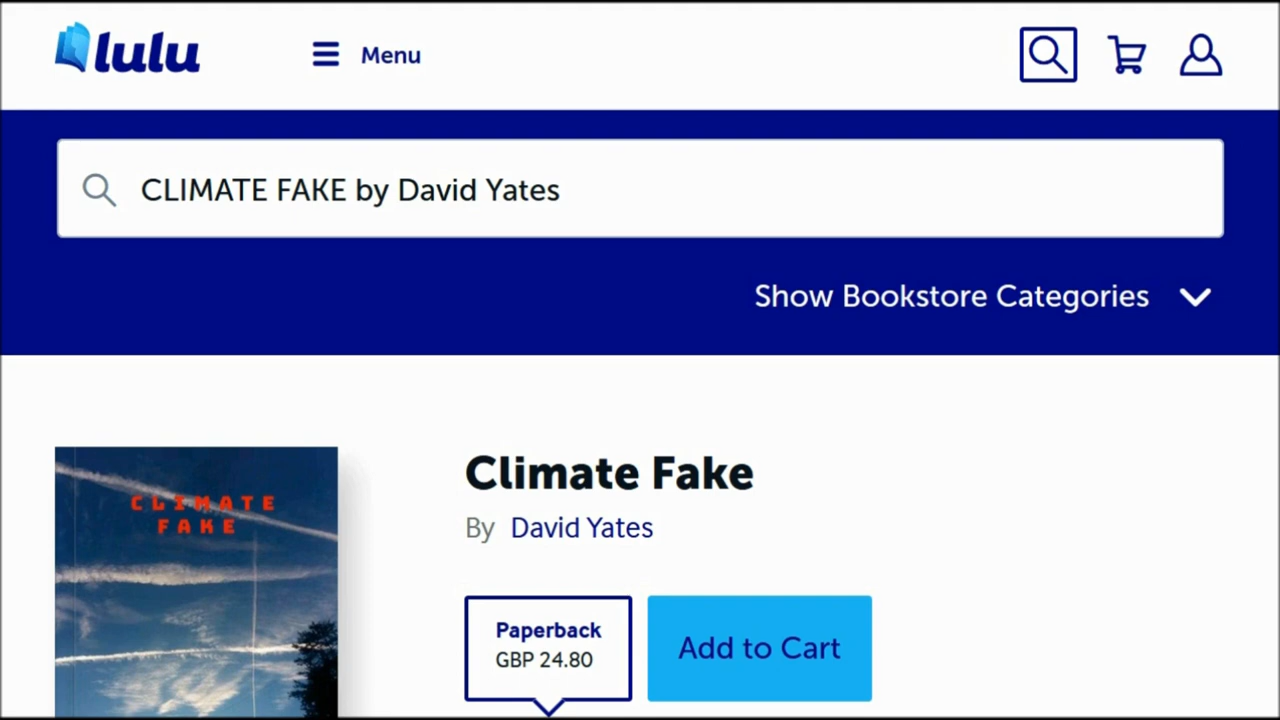 lulu
Menu
CLIMATE FAKE by David Yates
Show Bookstore Categories
CLIMATE
FAKE
Climate Fake
By David Yates
Paperback
GBP 24.80
Add to Cart